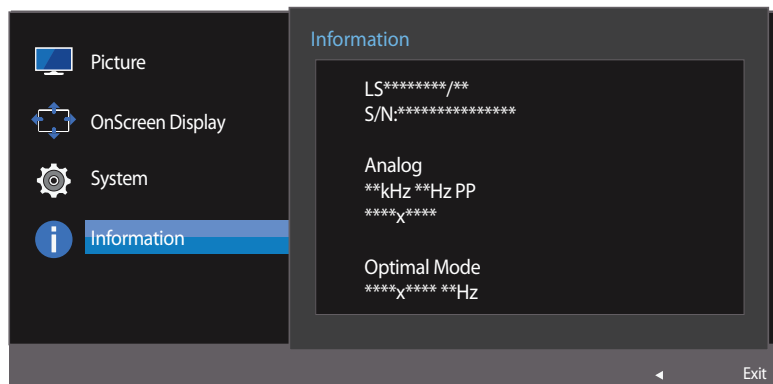 Picture
OnScreen Display
System
Information
Information
LS********/**
S/N:***************
Analog
**kHz **Hz PP
****x****
Optimal Mode
****x**** **Hz
Exit